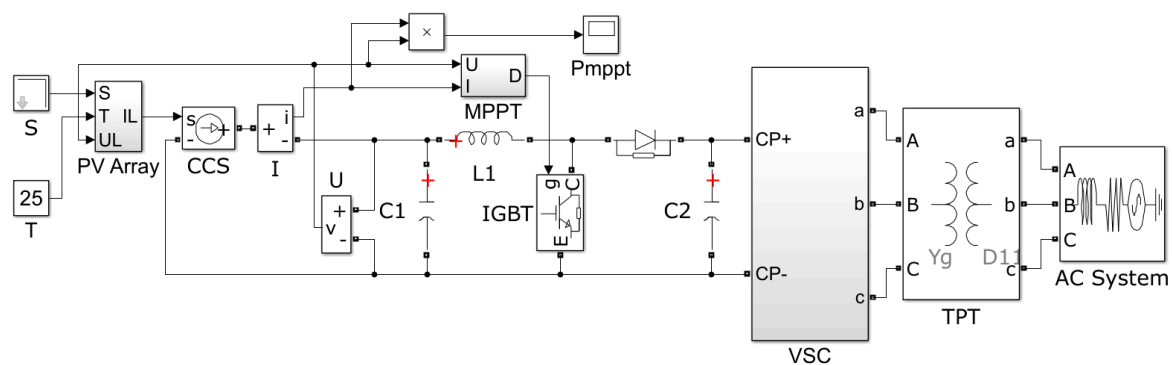 S
S
T
UL
IL
PV Array
25
T
s
-
+
CCS
+
-
i
I
×
Pmppt
U
I
D
MPPT
U
+
v
-
C1
+
+
L1
g
C
E
IGBT
+
C2
CP+
CP-
a
b
c
VSC
A
B
C
a
b
c
Yg
D11
TPT
A
B
C
AC System